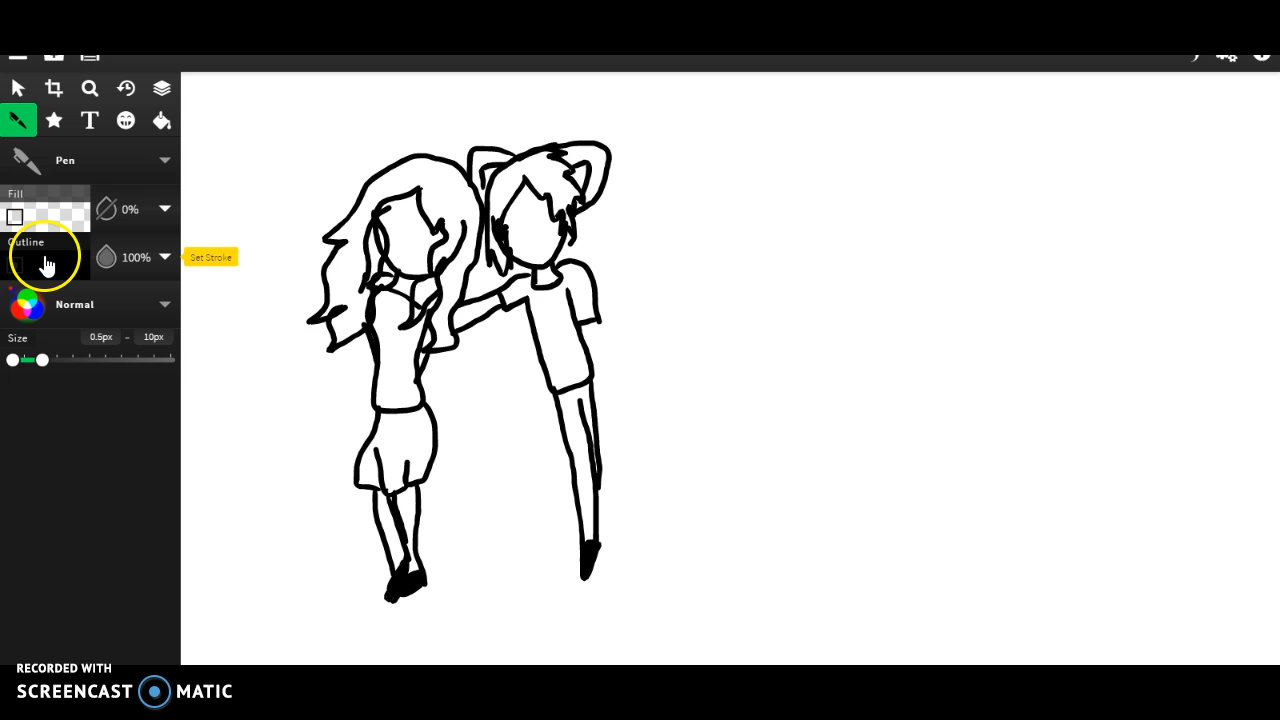 Pen
Fill
0%
Outline
100%
Set Stroke
Normal
Size 0.5px - 10px
RECORDED WITH
SCREENCAST MATIC